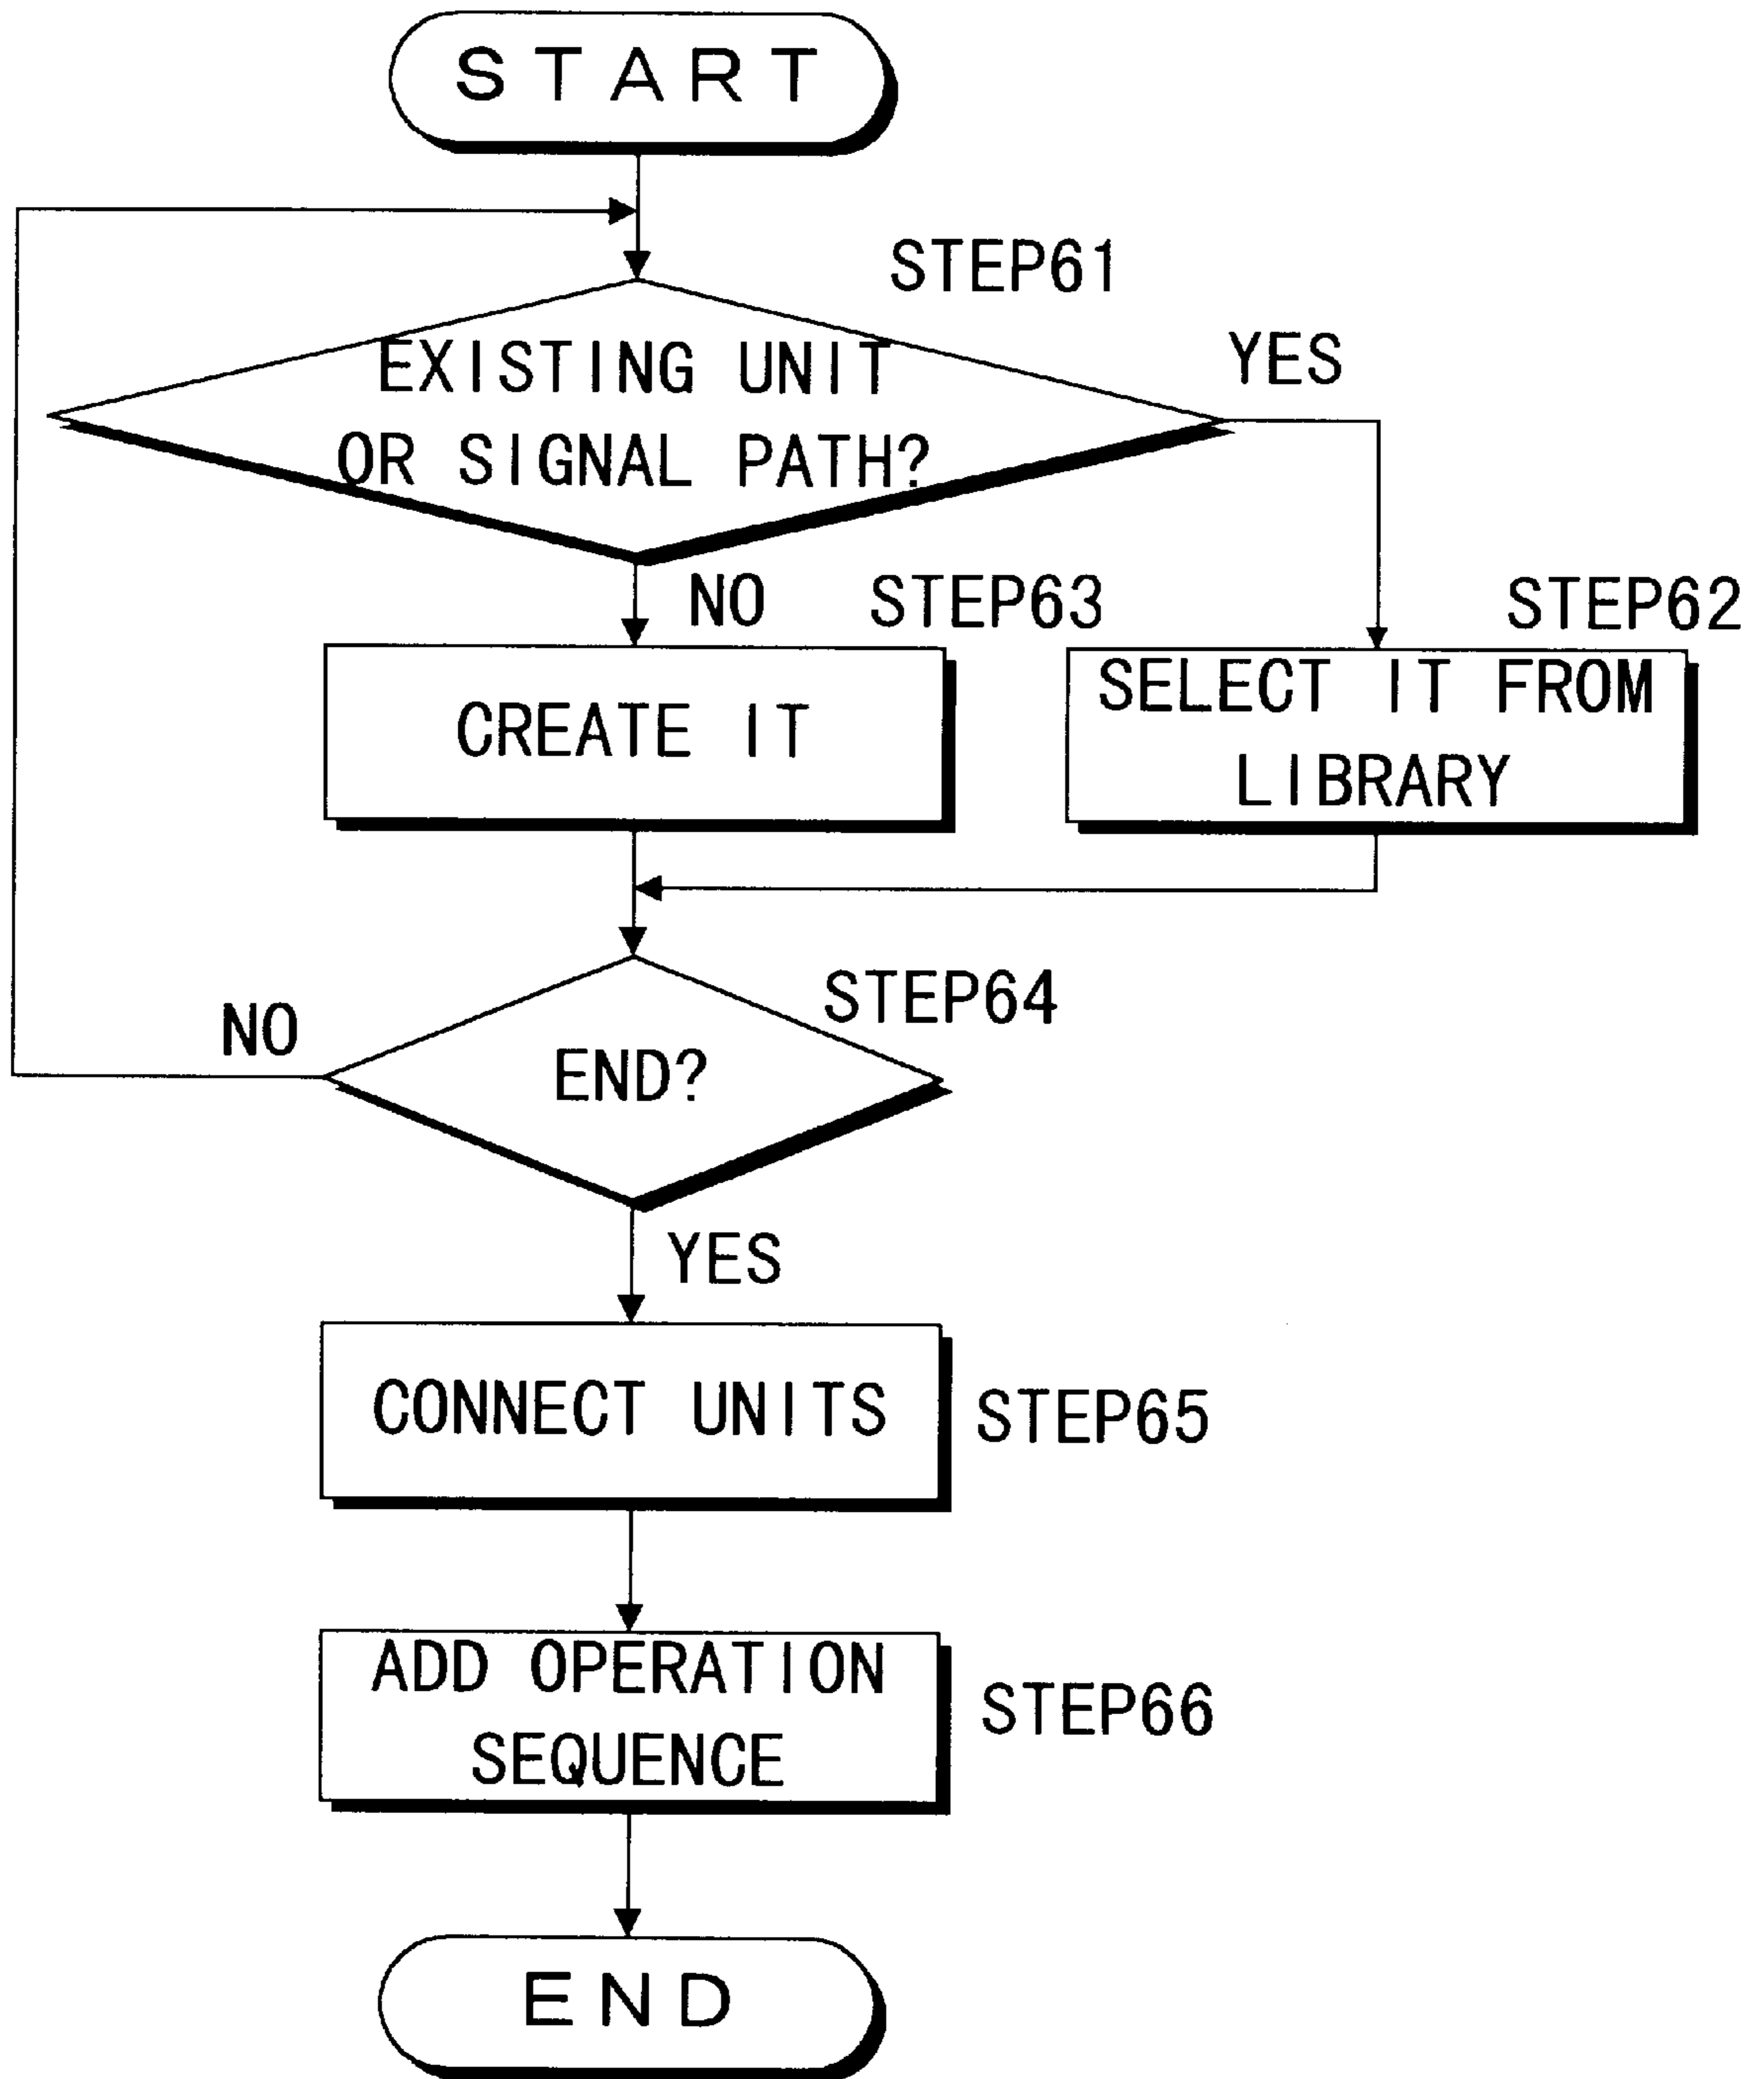 START
STEP61
EXISTING UNIT
YES
OR SIGNAL PATH?
NO
STEP63
STEP62
CREATE IT
SELECT IT FROM
LIBRARY
STEP64
NO
END?
YES
CONNECT UNITS
STEP65
ADD OPERATION
SEQUENCE
STEP66
END